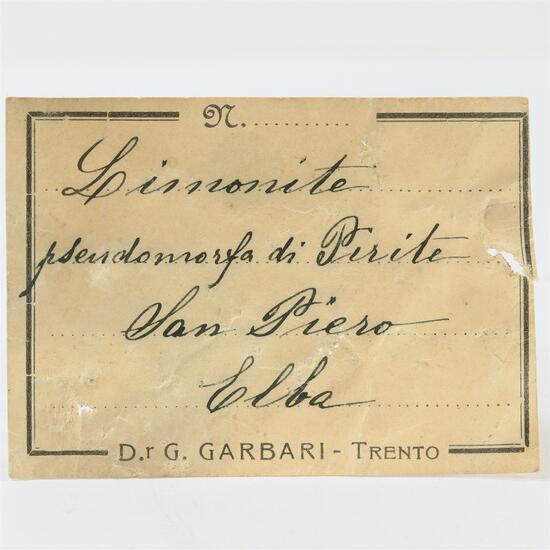 N. ............
Limonite
pseudomorfa di Pirite
San Piero
Elba
D.r G. GARBARI - TRENTO